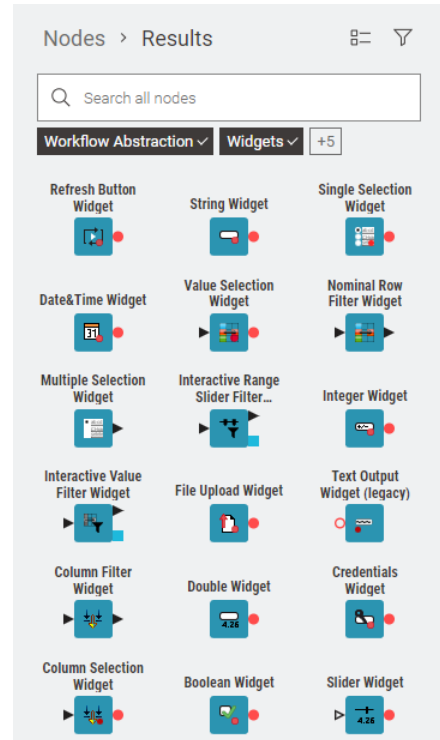 Nodes > Results
Search all nodes
Workflow Abstraction Widgets +5
Refresh Button
Widget
String Widget
Single Selection
Widget
Date&Time Widget
Value Selection
Widget
Nominal Row
Filter Widget
Multiple Selection
Widget
Interactive Range
Slider Filter...
Integer Widget
Interactive Value
Filter Widget
File Upload Widget
Text Output
Widget (legacy)
Column Filter
Widget
Double Widget
Credentials
Widget
Column Selection
Widget
Boolean Widget
Slider Widget
31
4.26
4.26